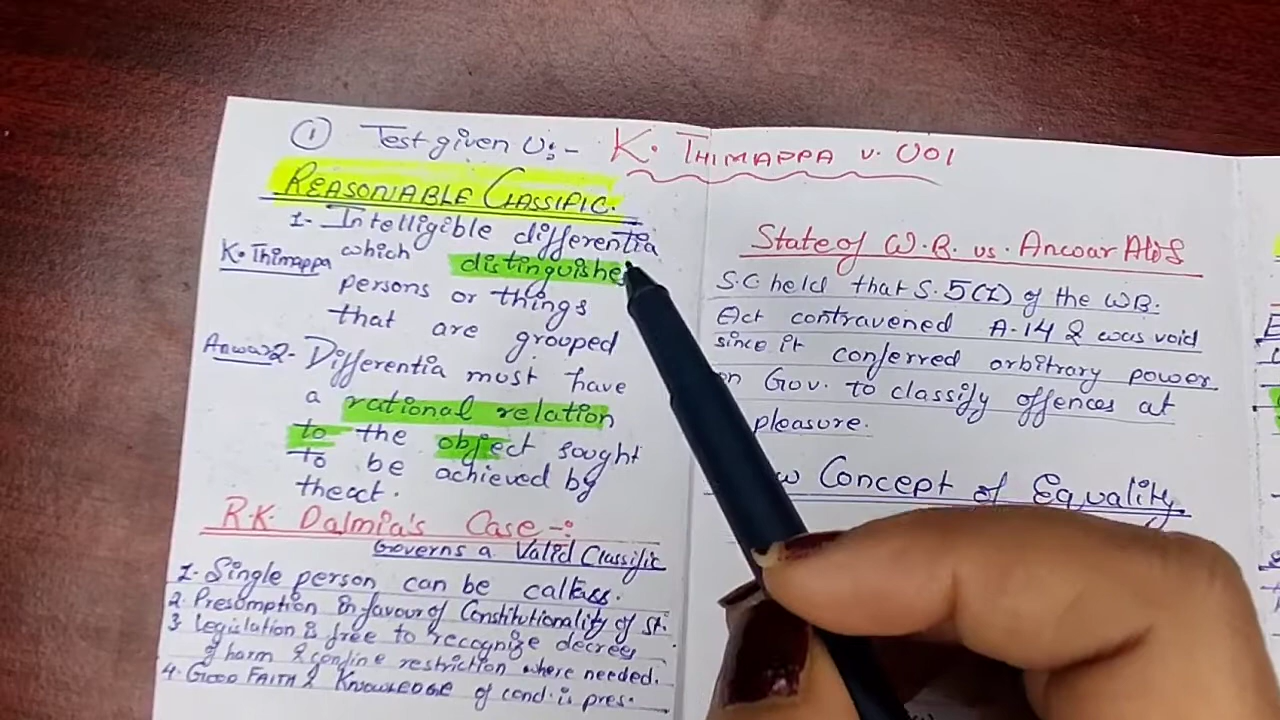 ① Test given U:- K. THIMAPPA v. UOI
REASONABLE CLASSIFIC.
1- Intelligible differentia
K. Thimappa which distinguishe
persons or things
that are grouped
2- Differentia must have
a rational relation
to the object sought
to be achieved by
the act.
R.K. Dalmia's Case -:
Governs a Valid Classific
1. Single person can be
2. Presomption in favour of Constitutionality of st.
3 legislation is free to recognize decrees
of harm & confine restriction where needed.
4. GOOD FAITH & KNOWLEDGE of cond. is pres.
State of W.B. vs. Anwar Ali
S.C held that S. 5(1) of the WB.
Act contravened A-14 & was void
since it conferred arbitrary power
on Gov. to classify offences at
pleasure.
Concept of Equality